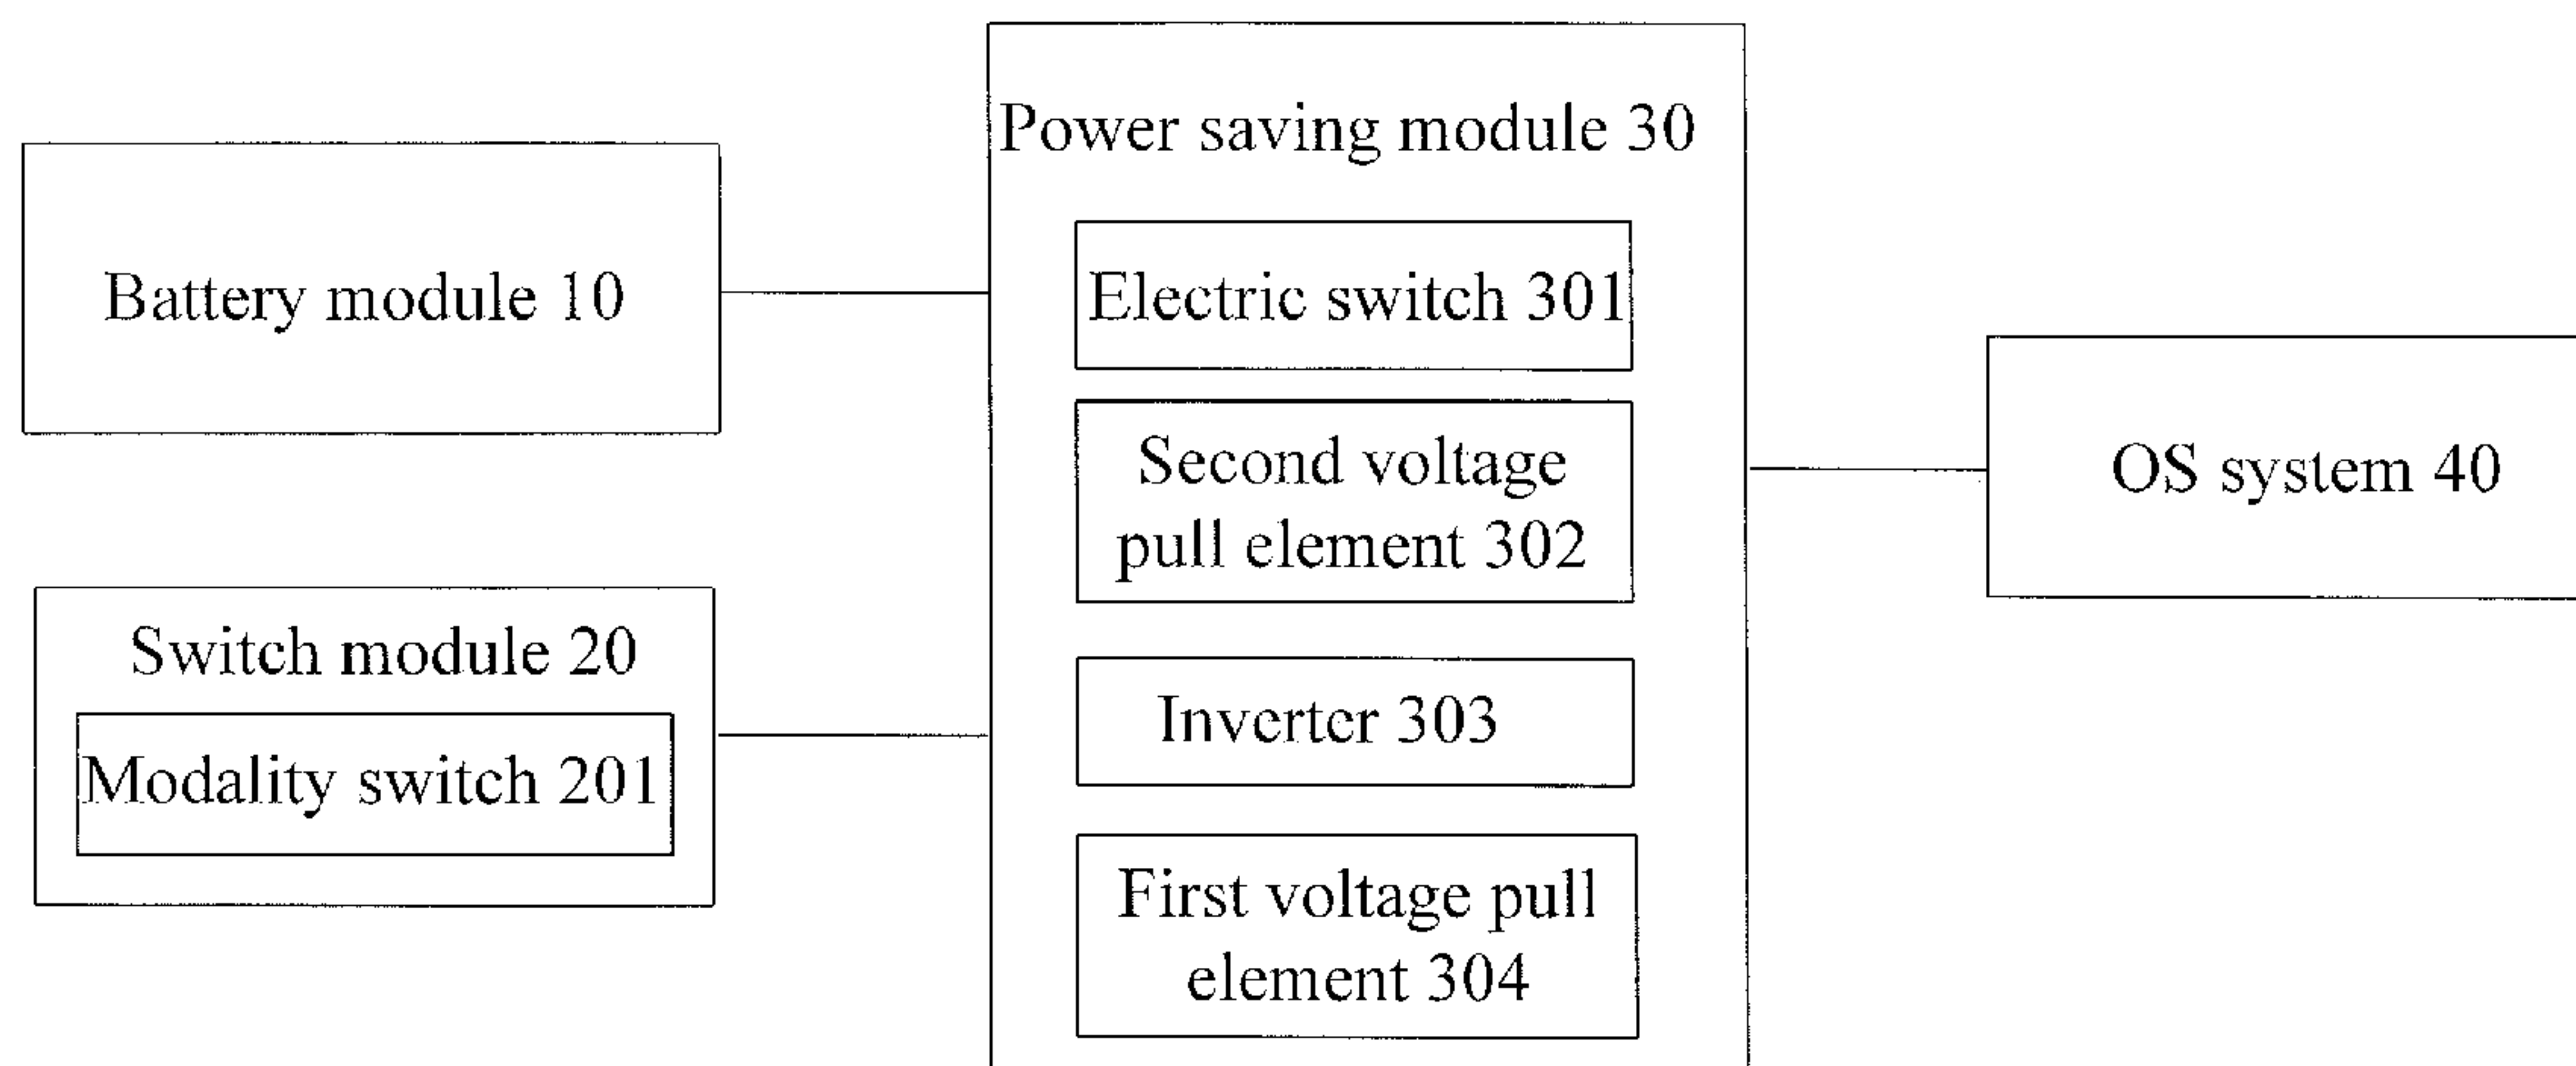 Battery module 10
Switch module 20
Modality switch 201
Power saving module 30
Electric switch 301
Second voltage
pull element 302
Inverter 303
First voltage pull
element 304
OS system 40